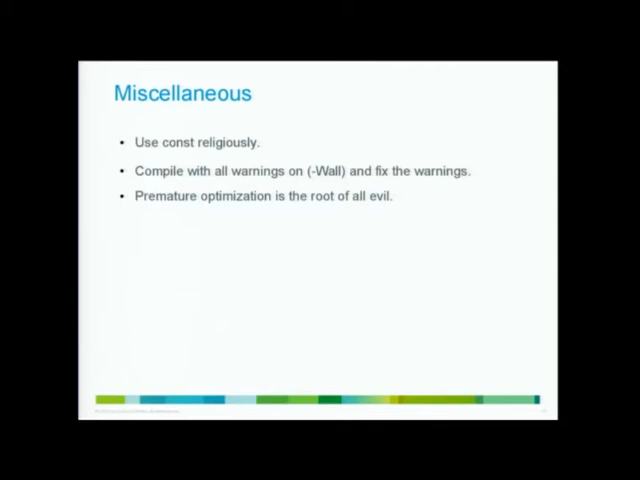 Miscellaneous
• Use const religiously.
• Compile with all warnings on (-Wall) and fix the warnings.
• Premature optimization is the root of all evil.